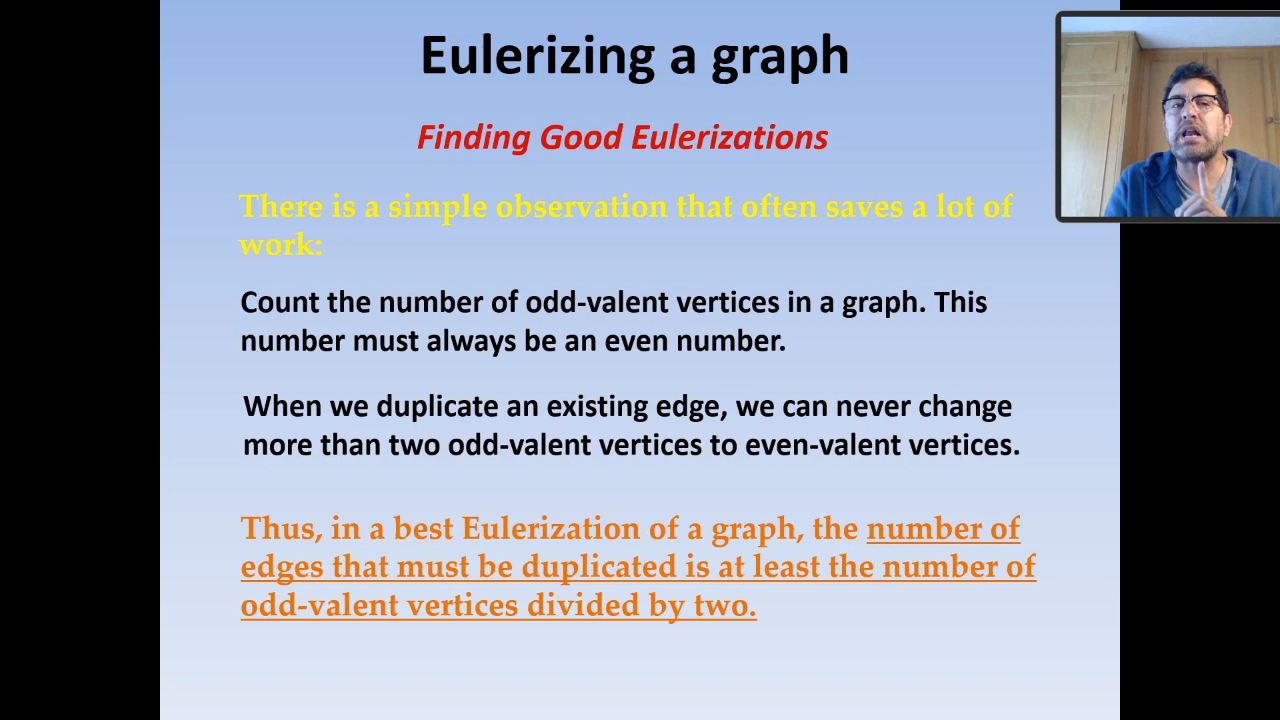 Eulerizing a graph
Finding Good Eulerizations
There is a simple observation that often saves a lot of
work:
Count the number of odd-valent vertices in a graph. This
number must always be an even number.
When we duplicate an existing edge, we can never change
more than two odd-valent vertices to even-valent vertices.
Thus, in a best Eulerization of a graph, the number of
edges that must be duplicated is at least the number of
odd-valent vertices divided by two.